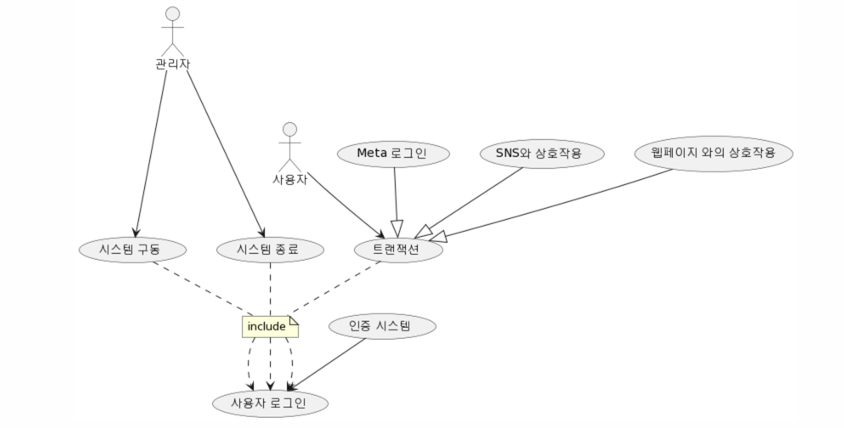 관리자
사용자
Meta 로그인
SNS와 상호작용
웹페이지 와의 상호작용
시스템 구동
시스템 종료
트랜잭션
include
인증 시스템
사용자 로그인